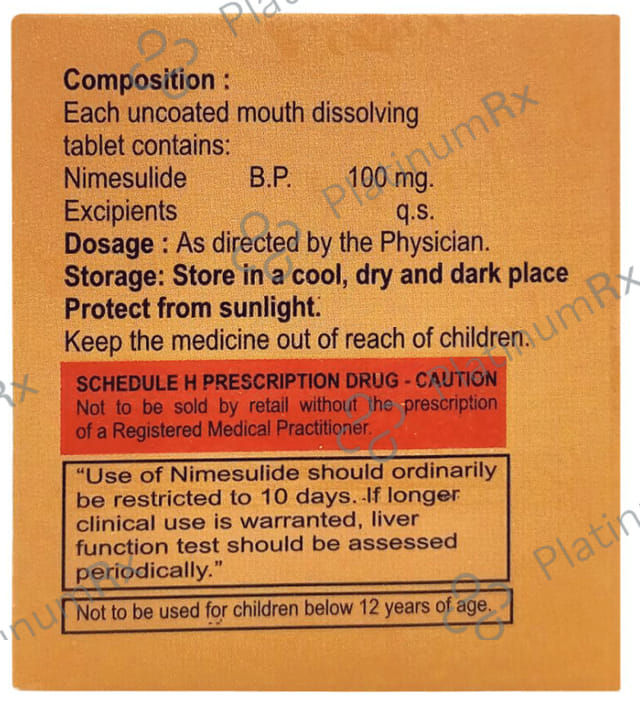 Composition :
Each uncoated mouth dissolving
tablet contains:
Nimesulide B.P. 100 mg.
Excipients q.s.
Dosage : As directed by the Physician.
Storage: Store in a cool, dry and dark place
Protect from sunlight.
Keep the medicine out of reach of children.
SCHEDULE H PRESCRIPTION DRUG - CAUTION
Not to be sold by retail without the prescription
of a Registered Medical Practitioner.
"Use of Nimesulide should ordinarily
be restricted to 10 days. If longer
clinical use is warranted, liver
function test should be assessed
periodically."
Not to be used for children below 12 years of age.
PlatinumRx